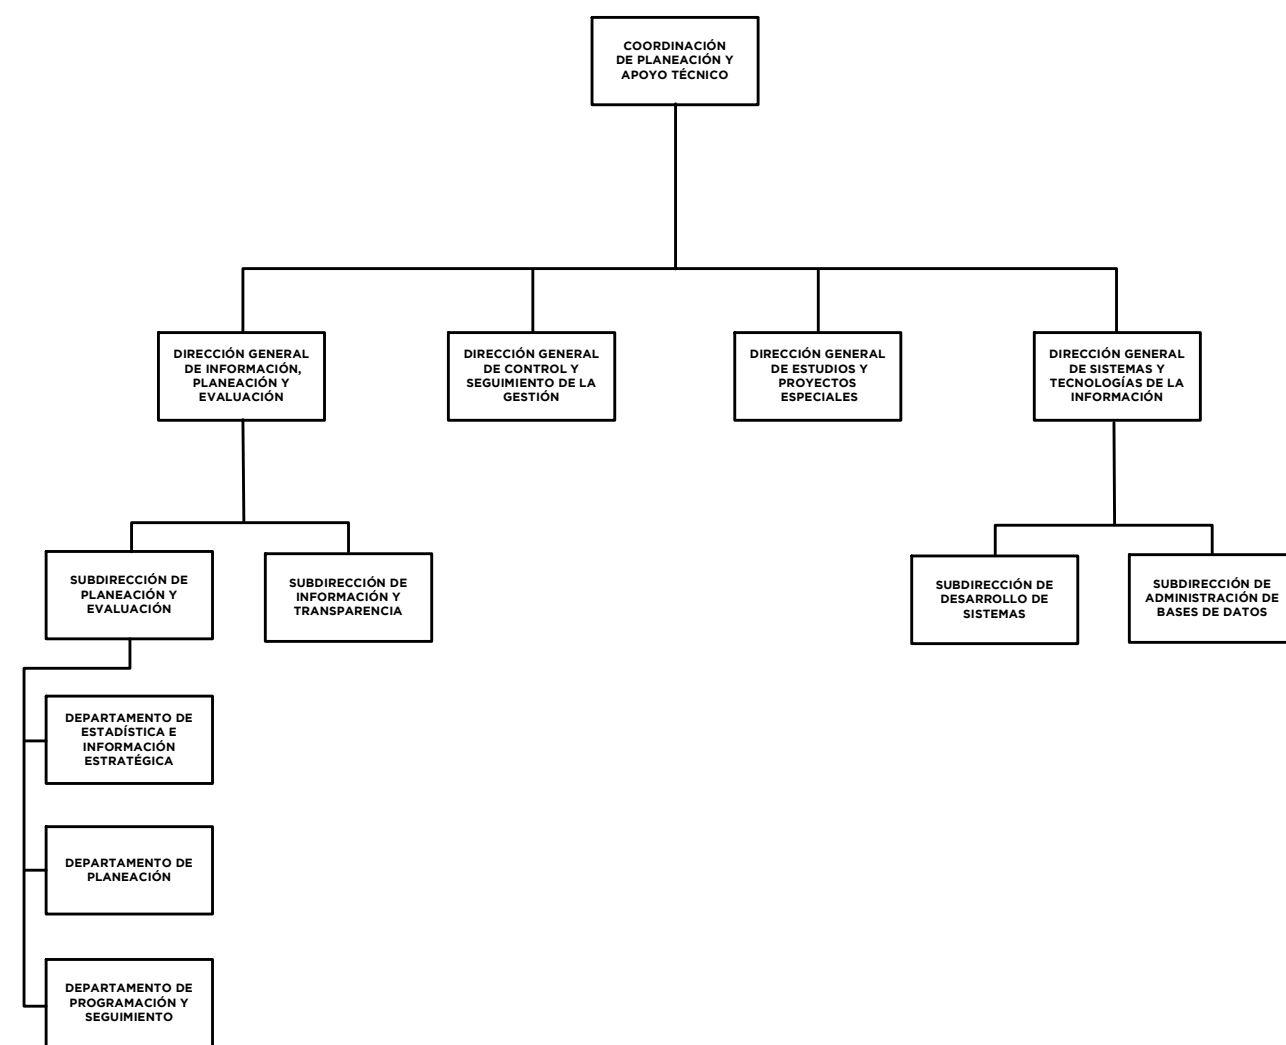 COORDINACIÓN
DE PLANEACIÓN Y
APOYO TÉCNICO
DIRECCIÓN GENERAL
DE INFORMACIÓN,
PLANEACIÓN Y
EVALUACIÓN
DIRECCIÓN GENERAL
DE CONTROL Y
SEGUIMIENTO DE LA
GESTIÓN
DIRECCIÓN GENERAL
DE ESTUDIOS Y
PROYECTOS
ESPECIALES
DIRECCIÓN GENERAL
DE SISTEMAS Y
TECNOLOGÍAS DE LA
INFORMACIÓN
SUBDIRECCIÓN DE
PLANEACIÓN Y
EVALUACIÓN
SUBDIRECCIÓN DE
INFORMACIÓN Y
TRANSPARENCIA
SUBDIRECCIÓN DE
DESARROLLO DE
SISTEMAS
SUBDIRECCIÓN DE
ADMINISTRACIÓN DE
BASES DE DATOS
DEPARTAMENTO DE
ESTADÍSTICA E
INFORMACIÓN
ESTRATÉGICA
DEPARTAMENTO DE
PLANEACIÓN
DEPARTAMENTO DE
PROGRAMACIÓN Y
SEGUIMIENTO